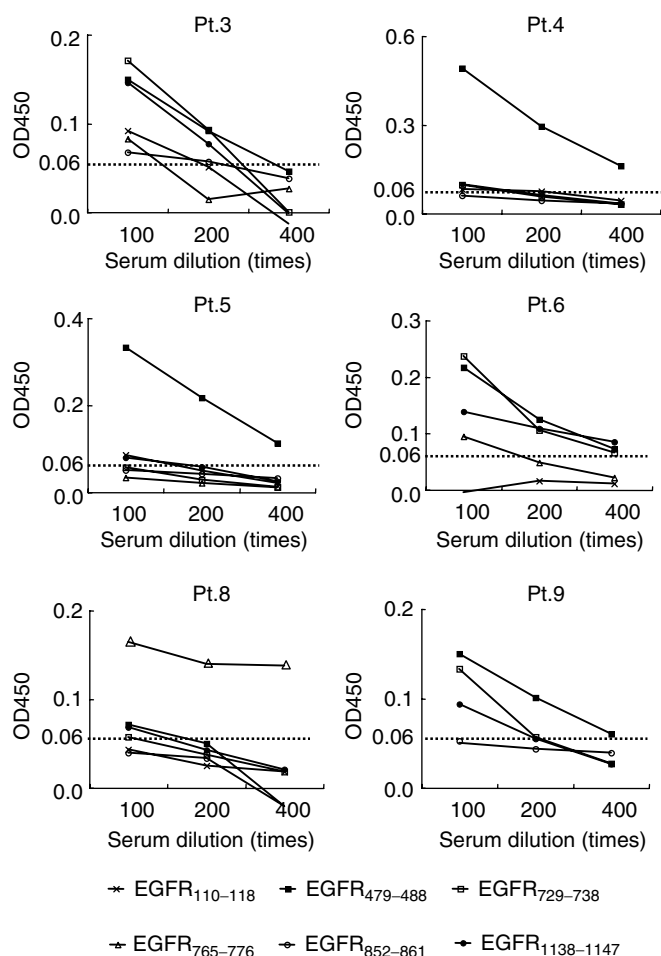 Pt.3
0.2
0.1
0.06
0.0
OD450
100 200 400
Serum dilution (times)
Pt.4
0.6
0.3
0.06
0.0
OD450
100 200 400
Serum dilution (times)
Pt.5
0.4
0.2
0.06
0.0
OD450
100 200 400
Serum dilution (times)
Pt.6
0.3
0.2
0.1
0.06
0.0
OD450
100 200 400
Serum dilution (times)
Pt.8
0.2
0.1
0.06
0.0
OD450
100 200 400
Serum dilution (times)
Pt.9
0.2
0.1
0.06
0.0
OD450
100 200 400
Serum dilution (times)
EGFR110–118 EGFR479–488 EGFR729–738
EGFR765–776 EGFR852–861 EGFR1138–1147